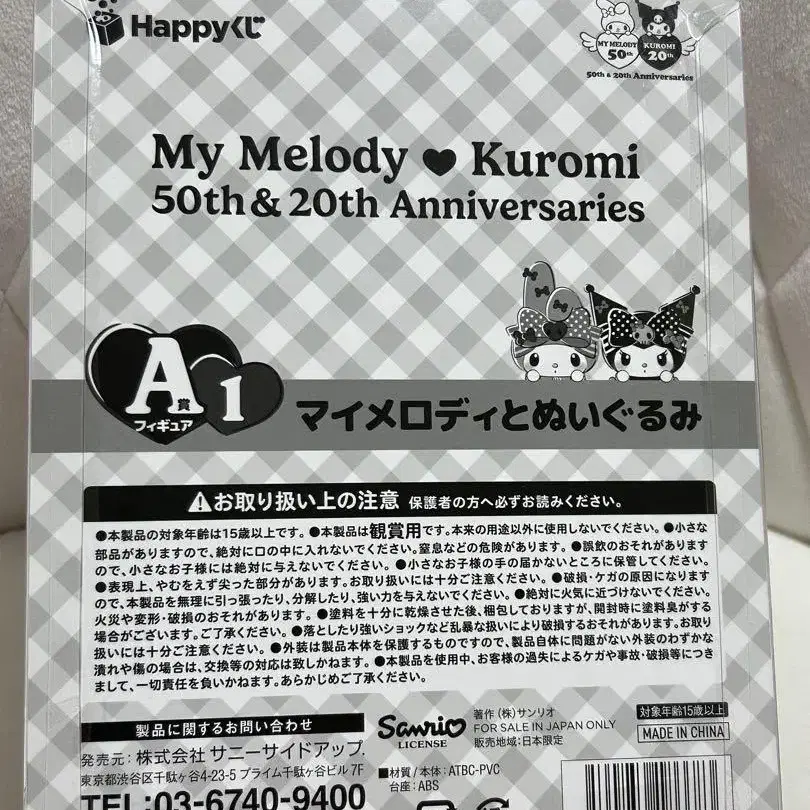 Happyくじ
MY MELODY 50th KUROMI 20th
50th & 20th Anniversaries
My Melody ♥ Kuromi
50th & 20th Anniversaries
A賞 フィギュア 1
マイメロディとぬいぐるみ
⚠お取り扱い上の注意 保護者の方へ必ずお読みください。
●本製品の対象年齢は15歳以上です。●本製品は観賞用です。本来の用途以外に使用しないでください。●小さな
部品がありますので、絶対に口の中に入れないでください。窒息などの危険があります。●誤飲のおそれがあります
ので、小さなお子様には絶対に与えないでください。●小さなお子様の手の届かないところに保管してください。
●表現上、やむをえず尖った部分があります。お取り扱いには十分ご注意ください。●破損・ケガの原因になります
ので、本製品を無理に引っ張ったり、分解したり、強い力を与えないでください。●絶対に火気に近づけないでください。
火災や変形・破損のおそれがあります。●塗料を十分に乾燥させた後、梱包しておりますが、開封時に塗料臭がする
場合がございます。ご了承ください。●落としたり強いショックなど乱暴な扱いにより破損するおそれがあります。お取り
扱いには十分ご注意ください。●外装は製品本体を保護するものですので、製品自体に問題がない外装のわずかな
潰れや傷の場合は、交換等の対応は致しかねます。●本製品を使用中、お客様の過失によるケガや事故・破損等につき
まして、一切責任を負いかねます。あらかじめご了承ください。
製品に関するお問い合わせ
発売元：株式会社 サニーサイドアップ
東京都渋谷区千駄ヶ谷4-23-5 プライム千駄ヶ谷ビル 7F
TEL:03-6740-9400
Sanrio
LICENSE
著作（株）サンリオ
FOR SALE IN JAPAN ONLY
販売地域：日本限定
■材質／本体：ATBC-PVC
台座：ABS
対象年齢15歳以上
MADE IN CHINA